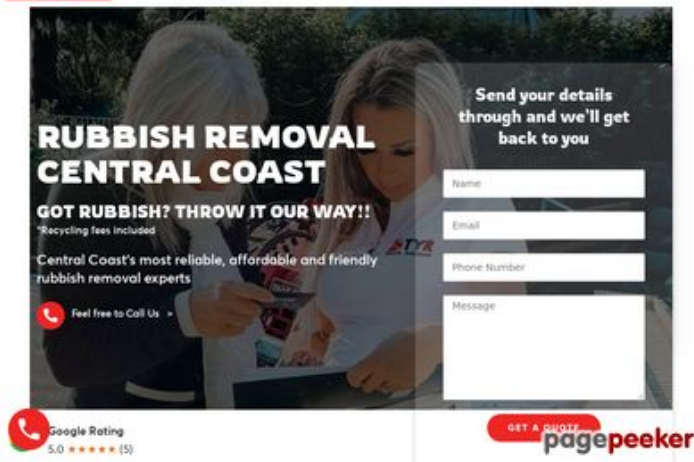 RUBBISH REMOVAL
CENTRAL COAST
GOT RUBBISH? THROW IT OUR WAY!!
*Recycling fees included
Central Coast's most reliable, affordable and friendly
rubbish removal experts
Feel free to Call Us >
Send your details
through and we'll get
back to you
Name
Email
Phone Number
Message
TYR
GET A QUOTE
Google Rating
5.0 ★★★★★ (5)
pagepeeker